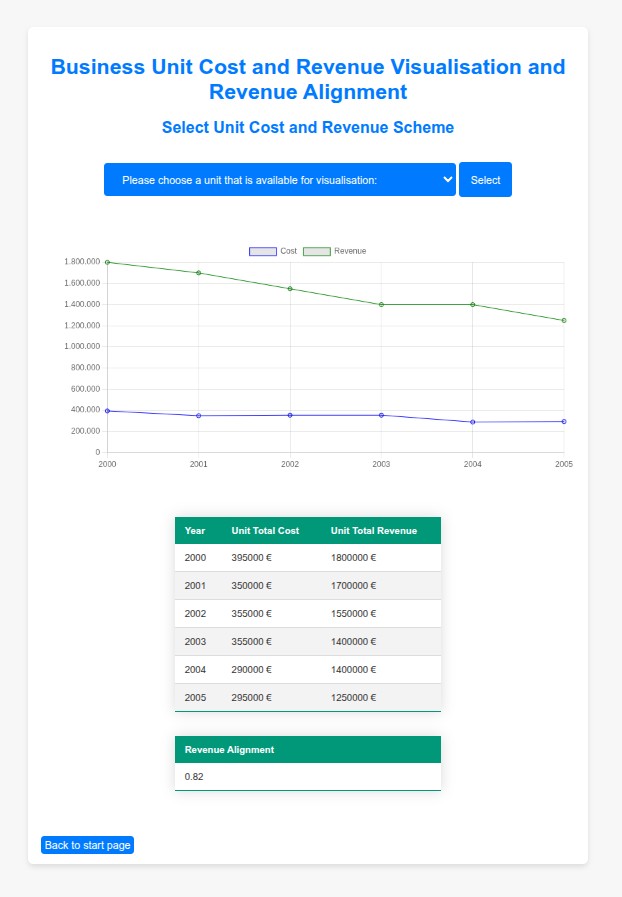 Business Unit Cost and Revenue Visualisation and
Revenue Alignment
Select Unit Cost and Revenue Scheme
Please choose a unit that is available for visualisation: Select
Cost Revenue
1.800.000
1.600.000
1.400.000
1.200.000
1.000.000
800.000
600.000
400.000
200.000
0
2000 2001 2002 2003 2004 2005
Year Unit Total Cost Unit Total Revenue
2000 395000 € 1800000 €
2001 350000 € 1700000 €
2002 355000 € 1550000 €
2003 355000 € 1400000 €
2004 290000 € 1400000 €
2005 295000 € 1250000 €
Revenue Alignment
0.82
Back to start page